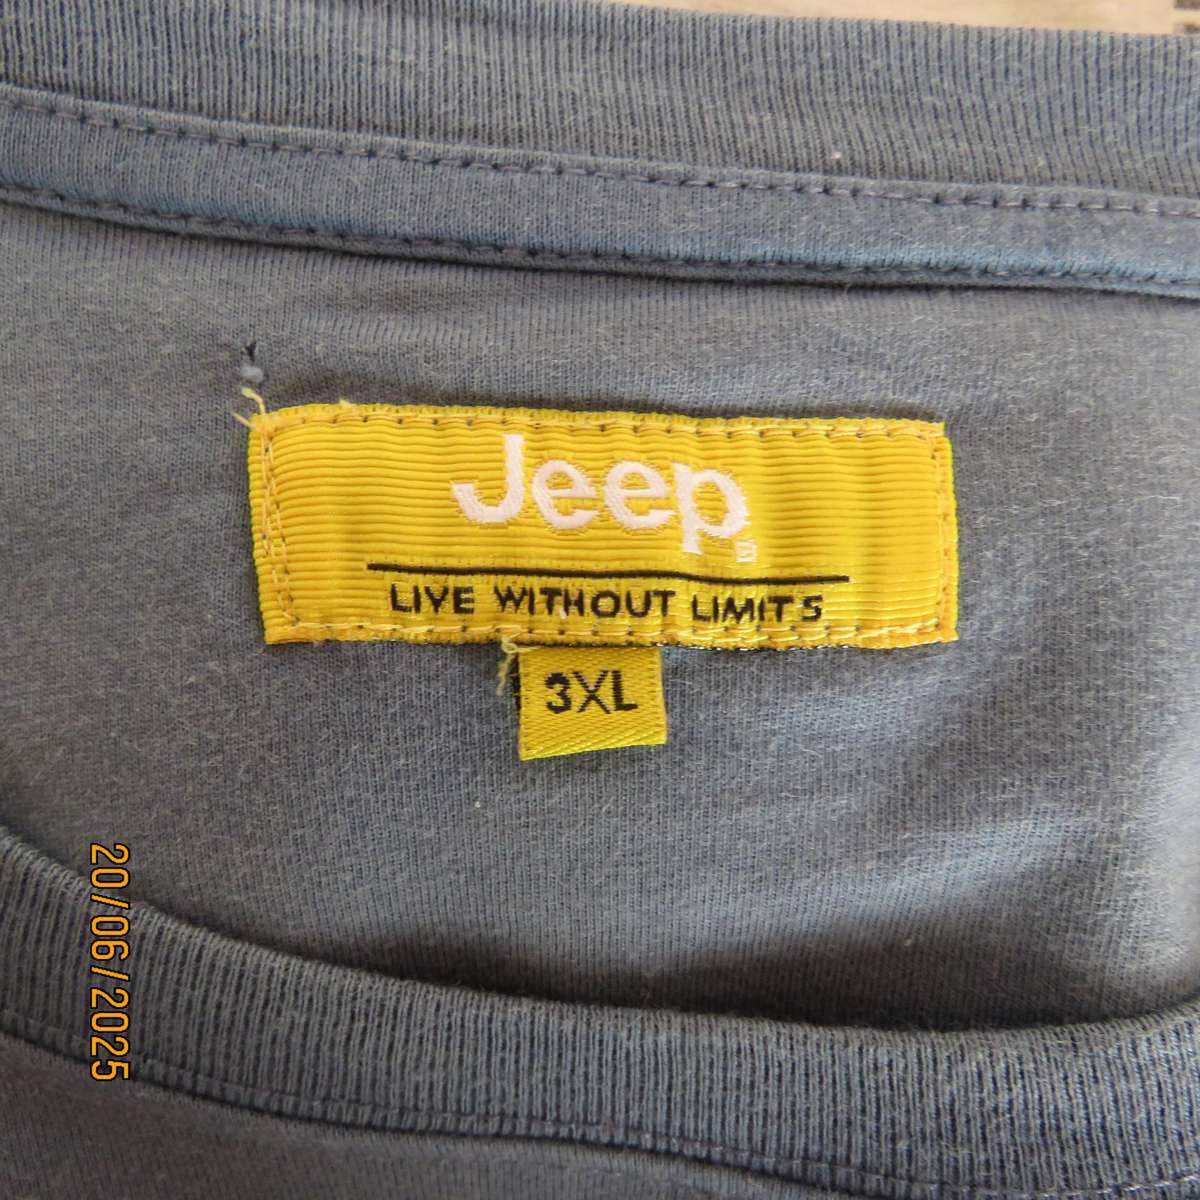 Jeep®
LIVE WITHOUT LIMITS
3XL
20/06/2025